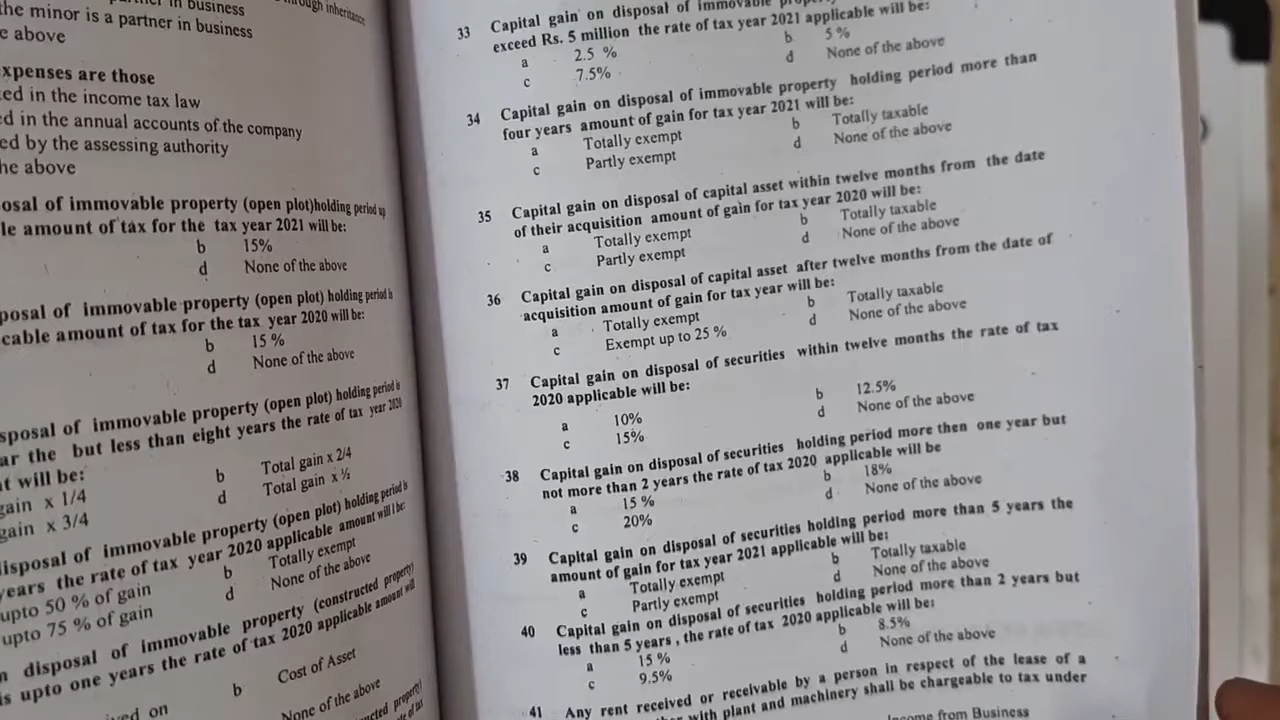 in business
through inheritance
the minor is a partner in business
e above
xpenses are those
ed in the income tax law
ed in the annual accounts of the company
ed by the assessing authority
he above
osal of immovable property (open plot)holding period up
le amount of tax for the tax year 2021 will be:
b 15%
d None of the above
posal of immovable property (open plot) holding period is
cable amount of tax for the tax year 2020 will be:
b 15 %
d None of the above
sposal of immovable property (open plot) holding period is
ar the but less than eight years the rate of tax year 2020
t will be:
gain x 1/4 b Total gain x 2/4
gain x 3/4 d Total gain x ½
disposal of immovable property (open plot) holding period is
years the rate of tax year 2020 applicable amount will be:
upto 50 % of gain b Totally exempt
upto 75 % of gain d None of the above
n disposal of immovable property (constructed property)
is upto one years the rate of tax 2020 applicable amount will
b Cost of Asset
ved on
None of the above
33 Capital gain on disposal of immovable
exceed Rs. 5 million the rate of tax year 2021 applicable will be:
a 2.5 % b 5 %
c 7.5% d None of the above
34 Capital gain on disposal of immovable property holding period more than
four years amount of gain for tax year 2021 will be:
a Totally exempt b Totally taxable
c Partly exempt d None of the above
35 Capital gain on disposal of capital asset within twelve months from the date
of their acquisition amount of gain for tax year 2020 will be:
a Totally exempt b Totally taxable
c Partly exempt d None of the above
36 Capital gain on disposal of capital asset after twelve months from the date of
acquisition amount of gain for tax year will be:
a Totally exempt b Totally taxable
c Exempt up to 25 % d None of the above
37 Capital gain on disposal of securities within twelve months the rate of tax
2020 applicable will be:
a 10% b 12.5%
c 15% d None of the above
38 Capital gain on disposal of securities holding period more then one year but
not more than 2 years the rate of tax 2020 applicable will be
a 15 % b 18%
c 20% d None of the above
39 Capital gain on disposal of securities holding period more than 5 years the
amount of gain for tax year 2021 applicable will be:
a Totally exempt b Totally taxable
c Partly exempt d None of the above
40 Capital gain on disposal of securities holding period more than 2 years but
less than 5 years , the rate of tax 2020 applicable will be:
a 15 % b 8.5%
c 9.5% d None of the above
41 Any rent received or receivable by a person in respect of the lease of a
with plant and machinery shall be chargeable to tax under
Income from Business